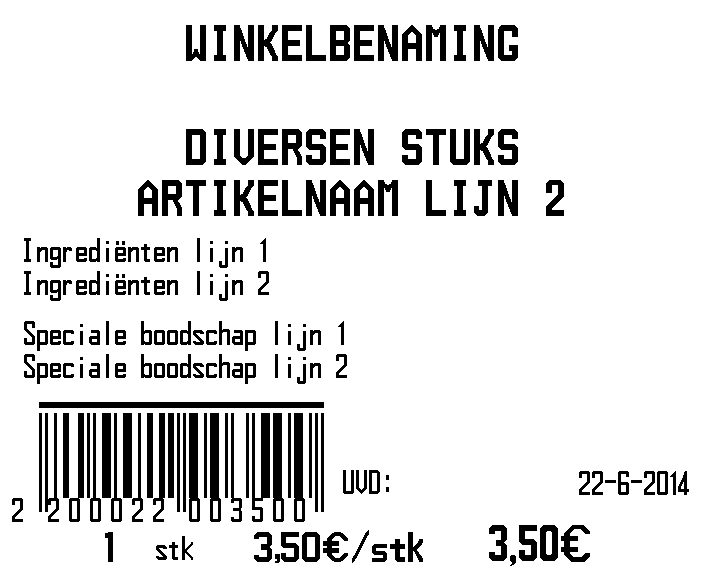 WINKELBENAMING
DIVERSEN STUKS
ARTIKELNAAM LIJN 2
Ingrediënten lijn 1
Ingrediënten lijn 2
Speciale boodschap lijn 1
Speciale boodschap lijn 2
UVD: 22-6-2014
2 200022 003500
1 stk 3,50€/stk 3,50€